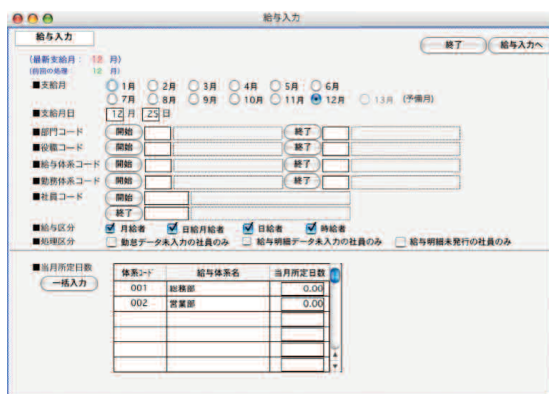 給与入力
給与入力
終了 給与入力へ
(最新支給月: 12 月)
(前回の処理 12 月)
■支給月 1月 2月 3月 4月 5月 6月
7月 8月 9月 10月 11月 12月 13月 (予備月)
■支給月日 12 月 25 日
■部門コード 開始 終了
■役職コード 開始 終了
■給与体系コード 開始 終了
■勤務体系コード 開始 終了
■社員コード 開始
終了
■給与区分 月給者 日給月給者 日給者 時給者
■処理区分 勤怠データ未入力の社員のみ 給与明細データ未入力の社員のみ 給与明細未発行の社員のみ
■当月所定日数 体系コード 給与体系名 当月所定日数
一括入力
001 総務部 0.00
002 営業部 0.00